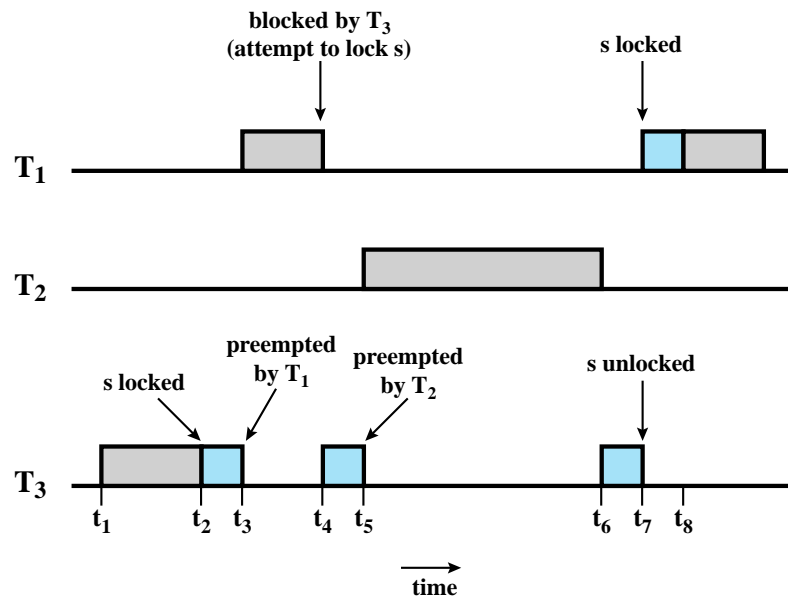 blocked by T3
(attempt to lock s)
s locked
T1
T2
preempted
by T1
preempted
by T2
s locked
s unlocked
T3
t1 t2 t3 t4 t5 t6 t7 t8
time